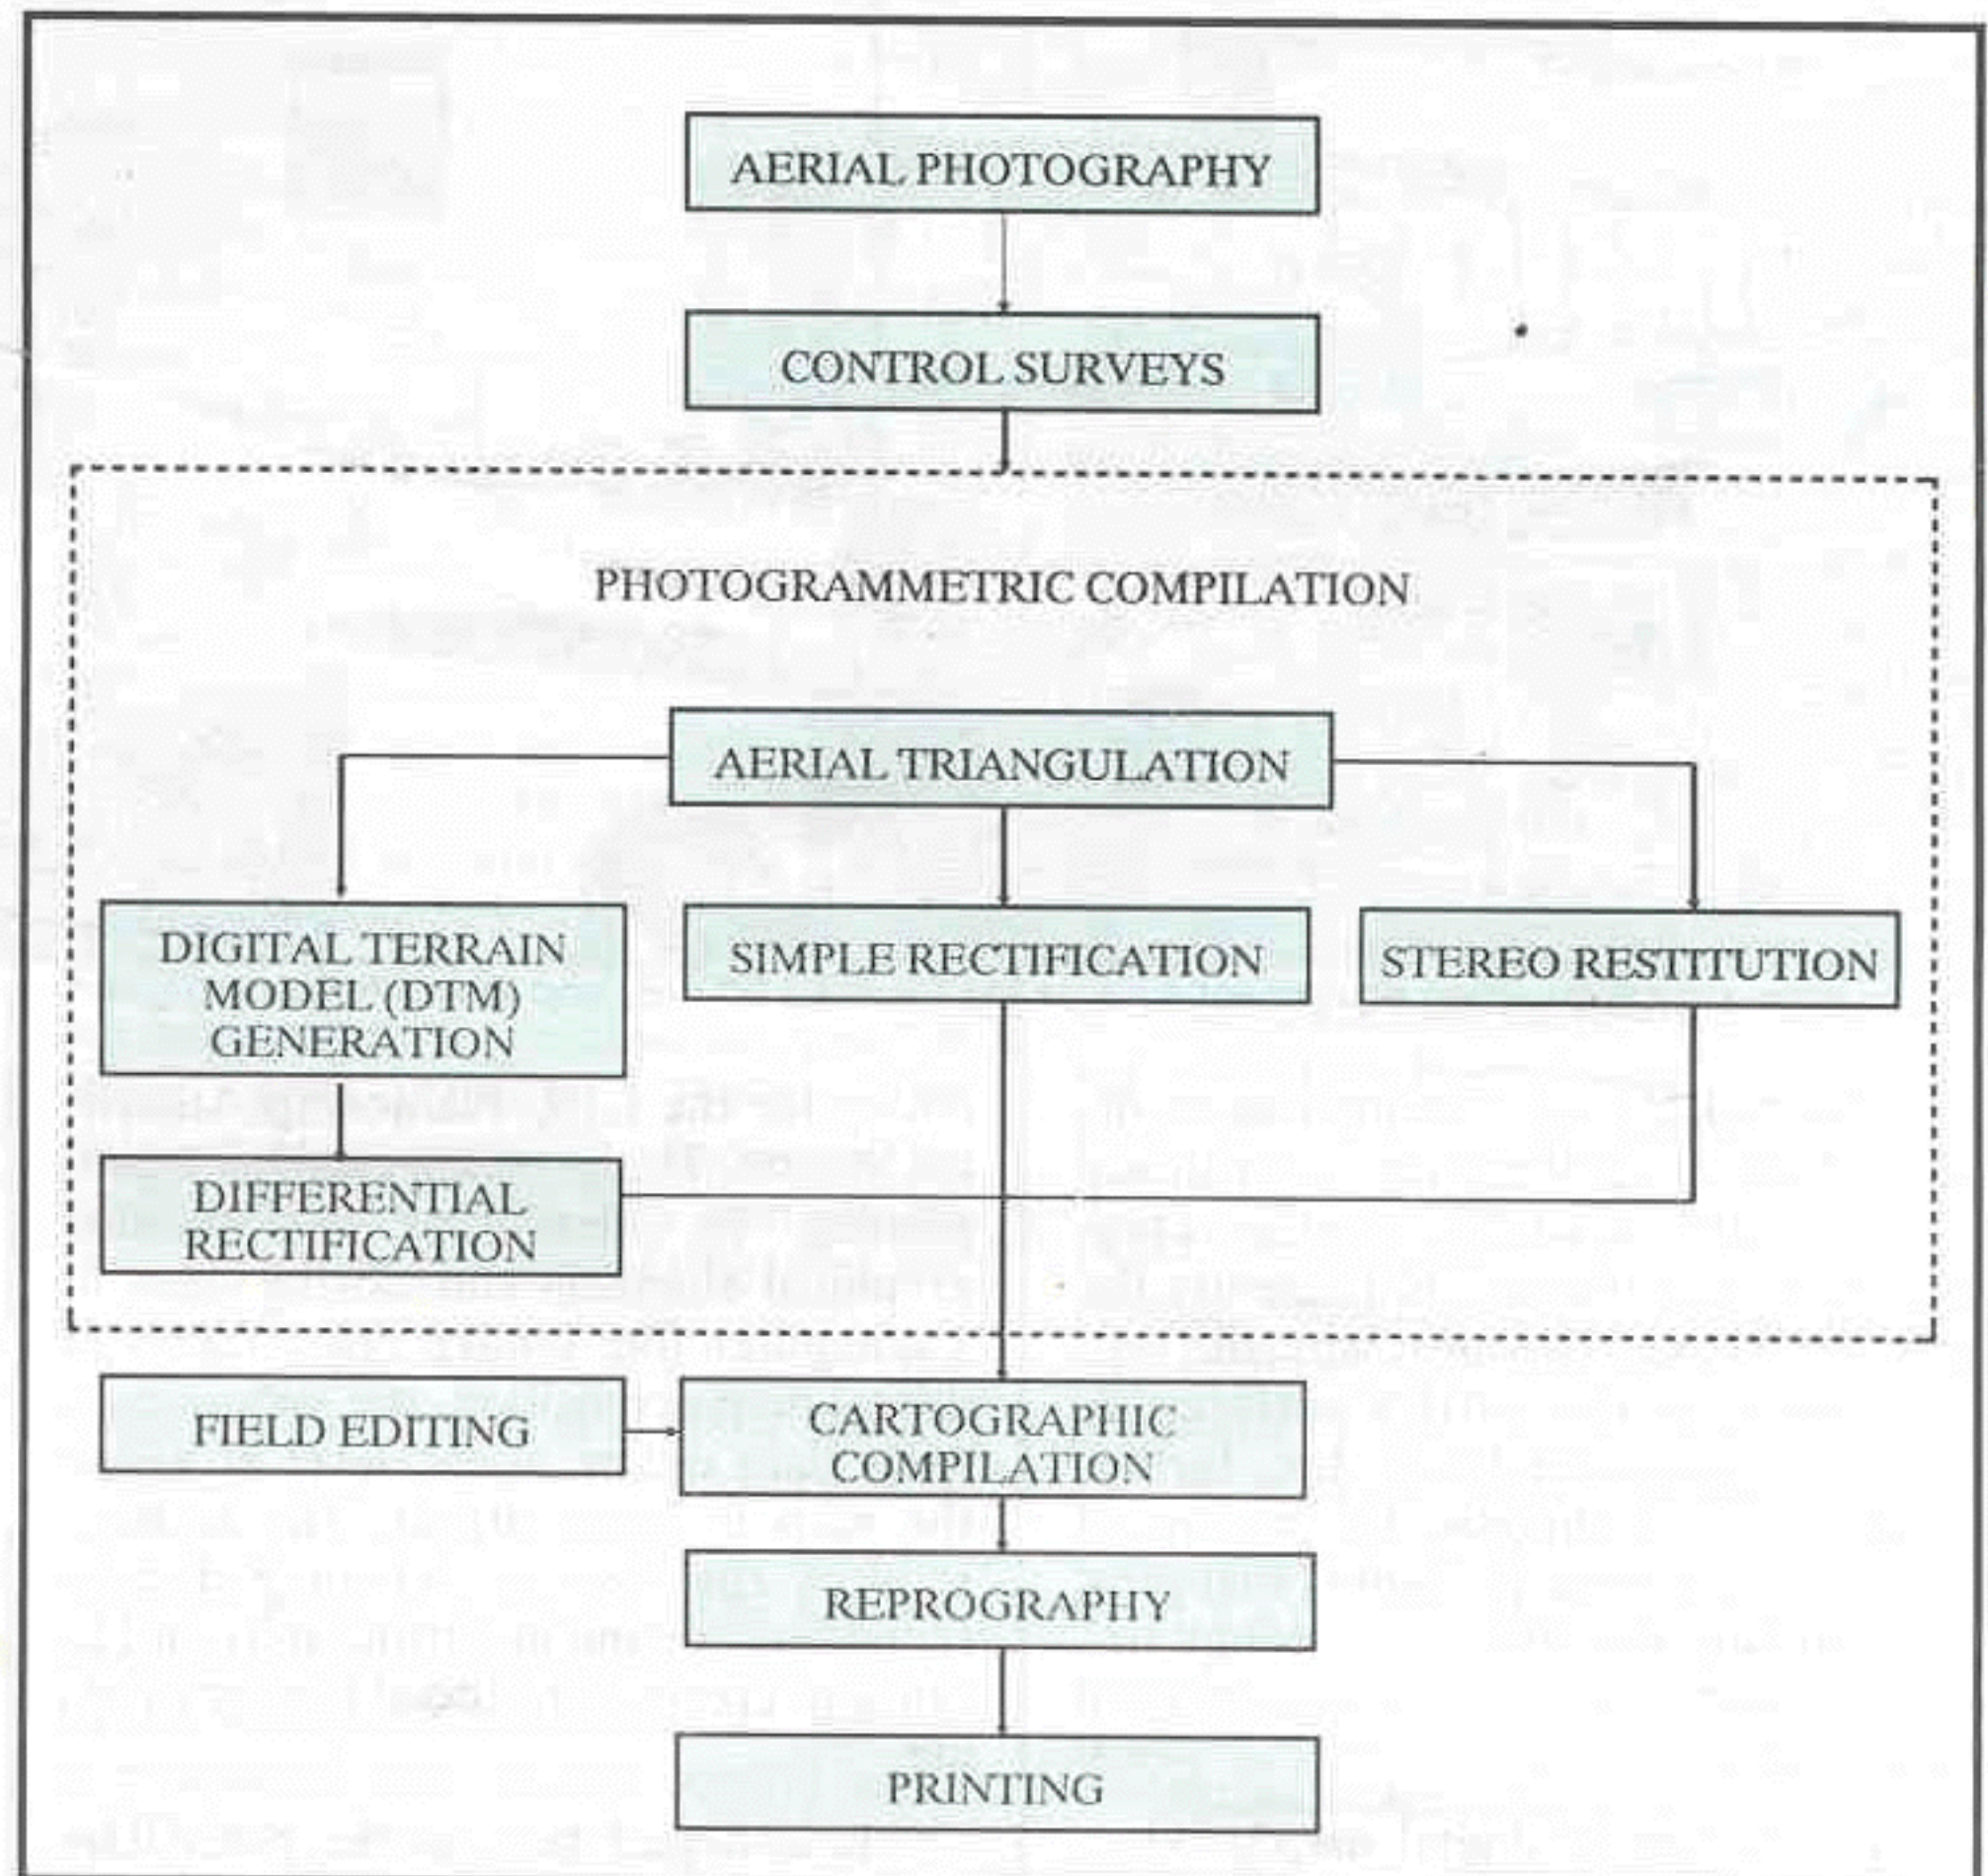 AERIAL PHOTOGRAPHY
CONTROL SURVEYS
PHOTOGRAMMETRIC COMPILATION
AERIAL TRIANGULATION
DIGITAL TERRAIN
MODEL (DTM)
GENERATION
SIMPLE RECTIFICATION
STEREO RESTITUTION
DIFFERENTIAL
RECTIFICATION
FIELD EDITING
CARTOGRAPHIC
COMPILATION
REPROGRAPHY
PRINTING